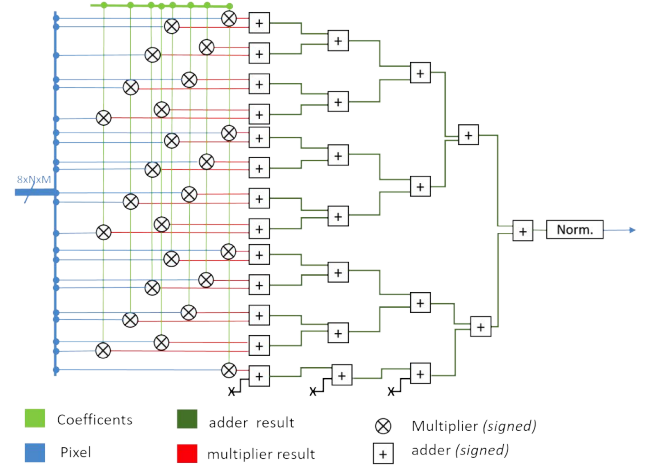 8xNxM
Norm.
Coefficents
adder result
Multiplier (signed)
Pixel
multiplier result
adder (signed)